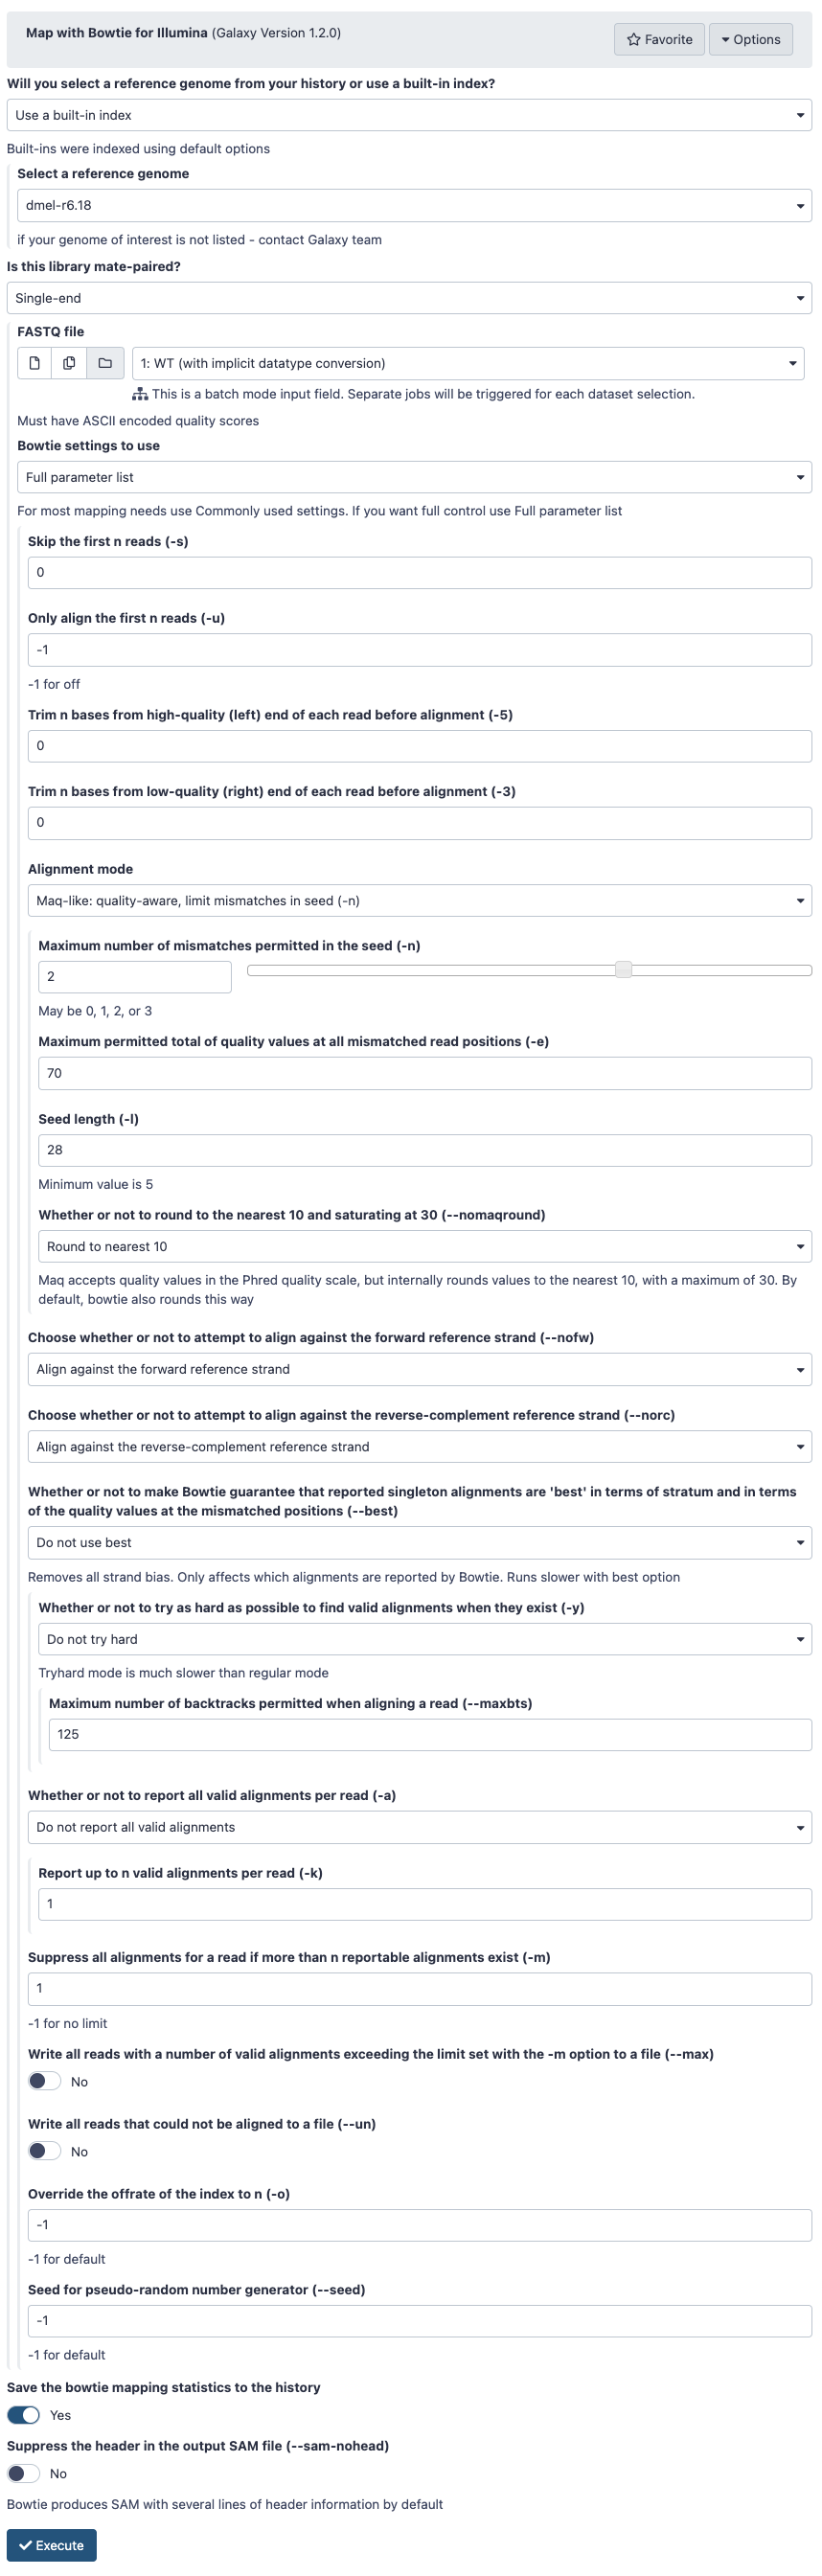 Map with Bowtie for Illumina (Galaxy Version 1.2.0)
Favorite
Options
Will you select a reference genome from your history or use a built-in index?
Use a built-in index
Built-ins were indexed using default options
Select a reference genome
dmel-r6.18
if your genome of interest is not listed - contact Galaxy team
Is this library mate-paired?
Single-end
FASTQ file
1: WT (with implicit datatype conversion)
This is a batch mode input field. Separate jobs will be triggered for each dataset selection.
Must have ASCII encoded quality scores
Bowtie settings to use
Full parameter list
For most mapping needs use Commonly used settings. If you want full control use Full parameter list
Skip the first n reads (-s)
0
Only align the first n reads (-u)
-1
-1 for off
Trim n bases from high-quality (left) end of each read before alignment (-5)
0
Trim n bases from low-quality (right) end of each read before alignment (-3)
0
Alignment mode
Maq-like: quality-aware, limit mismatches in seed (-n)
Maximum number of mismatches permitted in the seed (-n)
2
May be 0, 1, 2, or 3
Maximum permitted total of quality values at all mismatched read positions (-e)
70
Seed length (-l)
28
Minimum value is 5
Whether or not to round to the nearest 10 and saturating at 30 (--nomaqround)
Round to nearest 10
Maq accepts quality values in the Phred quality scale, but internally rounds values to the nearest 10, with a maximum of 30. By
default, bowtie also rounds this way
Choose whether or not to attempt to align against the forward reference strand (--nofw)
Align against the forward reference strand
Choose whether or not to attempt to align against the reverse-complement reference strand (--norc)
Align against the reverse-complement reference strand
Whether or not to make Bowtie guarantee that reported singleton alignments are 'best' in terms of stratum and in terms
of the quality values at the mismatched positions (--best)
Do not use best
Removes all strand bias. Only affects which alignments are reported by Bowtie. Runs slower with best option
Whether or not to try as hard as possible to find valid alignments when they exist (-y)
Do not try hard
Tryhard mode is much slower than regular mode
Maximum number of backtracks permitted when aligning a read (--maxbts)
125
Whether or not to report all valid alignments per read (-a)
Do not report all valid alignments
Report up to n valid alignments per read (-k)
1
Suppress all alignments for a read if more than n reportable alignments exist (-m)
1
-1 for no limit
Write all reads with a number of valid alignments exceeding the limit set with the -m option to a file (--max)
No
Write all reads that could not be aligned to a file (--un)
No
Override the offrate of the index to n (-o)
-1
-1 for default
Seed for pseudo-random number generator (--seed)
-1
-1 for default
Save the bowtie mapping statistics to the history
Yes
Suppress the header in the output SAM file (--sam-nohead)
No
Bowtie produces SAM with several lines of header information by default
Execute